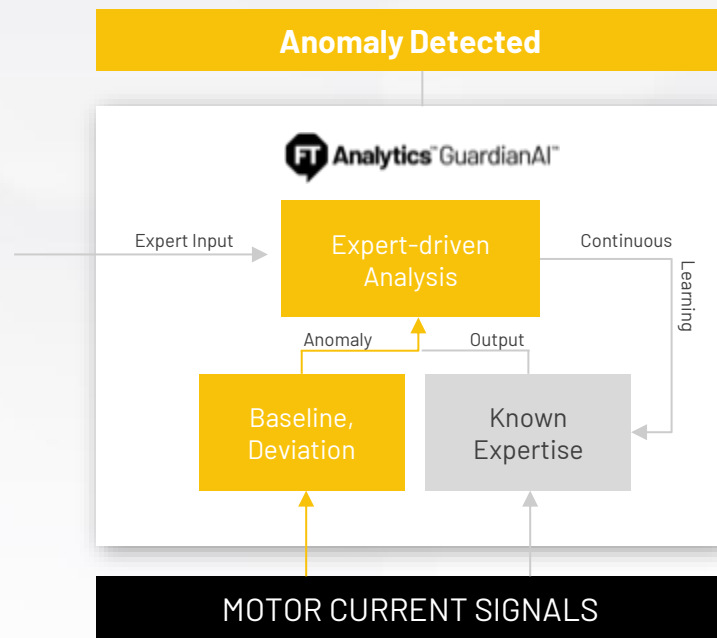 Anomaly Detected
FT Analytics™ GuardianAI™
Expert Input
Expert-driven
Analysis
Continuous
Learning
Anomaly
Output
Baseline,
Deviation
Known
Expertise
MOTOR CURRENT SIGNALS